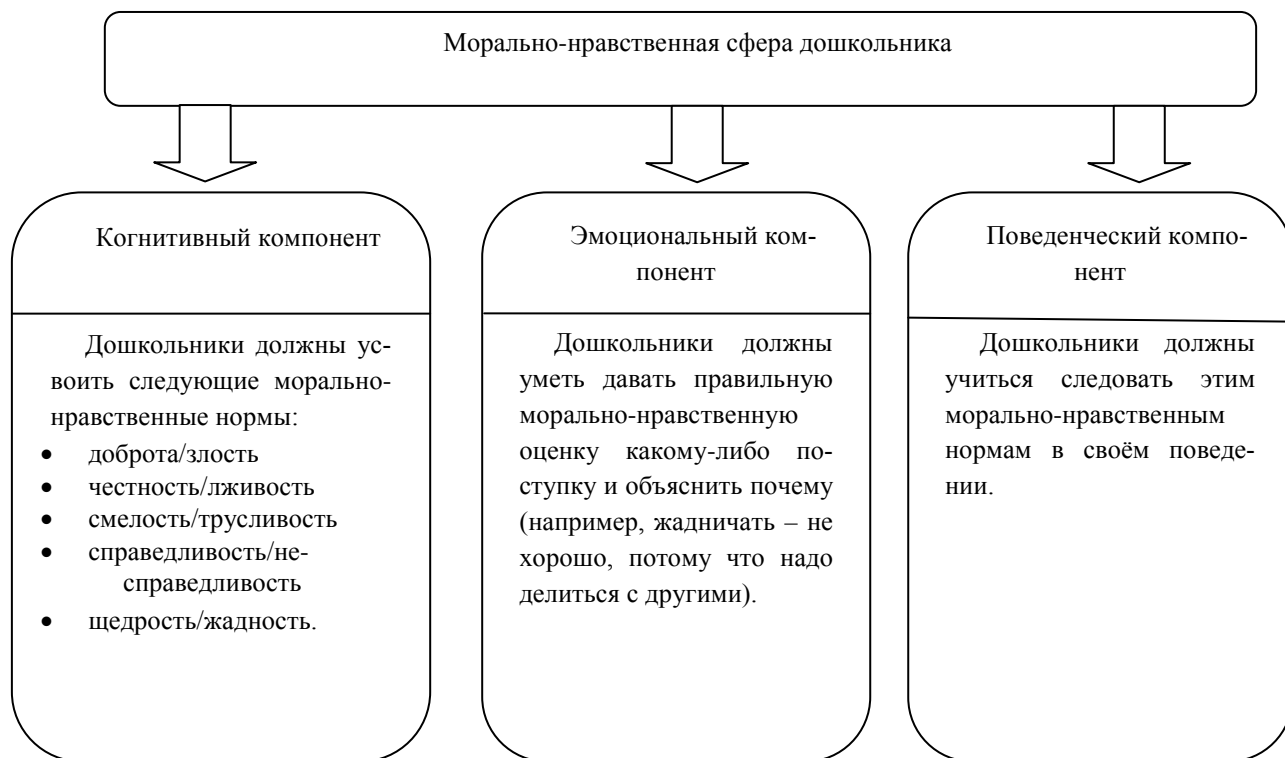 Морально-нравственная сфера дошкольника
Когнитивный компонент
Дошкольники должны ус-
воить следующие морально-
нравственные нормы:
• доброта/злость
• честность/лживость
• смелость/трусливость
• справедливость/не-
справедливость
• щедрость/жадность.
Эмоциональный ком-
понент
Дошкольники должны
уметь давать правильную
морально-нравственную
оценку какому-либо по-
ступку и объяснить почему
(например, жадничать – не
хорошо, потому что надо
делиться с другими).
Поведенческий компо-
нент
Дошкольники должны
учиться следовать этим
морально-нравственным
нормам в своём поведе-
нии.